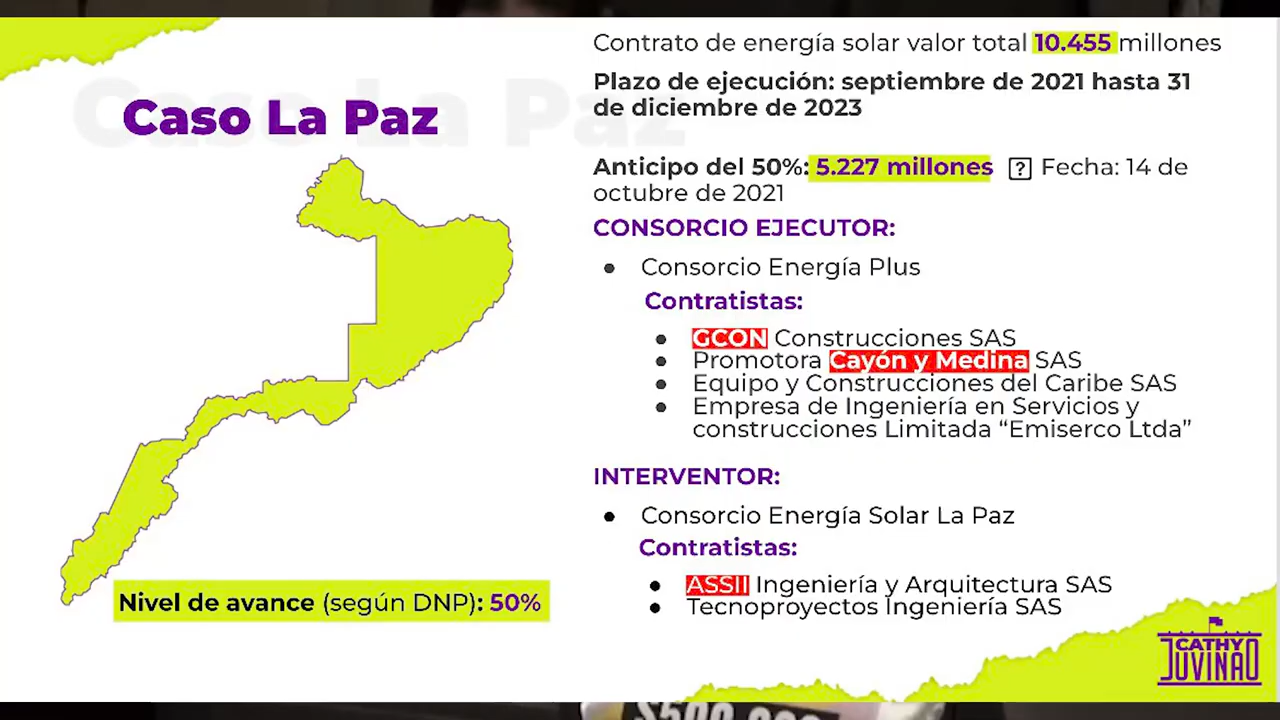 Caso La Paz
Contrato de energía solar valor total 10.455 millones
Plazo de ejecución: septiembre de 2021 hasta 31
de diciembre de 2023
Anticipo del 50%: 5.227 millones ? Fecha: 14 de
octubre de 2021
CONSORCIO EJECUTOR:
● Consorcio Energía Plus
Contratistas:
● GCON Construcciones SAS
● Promotora Cayón y Medina SAS
● Equipo y Construcciones del Caribe SAS
● Empresa de Ingeniería en Servicios y
construcciones Limitada “Emiserco Ltda”
INTERVENTOR:
● Consorcio Energía Solar La Paz
Contratistas:
● ASSII Ingeniería y Arquitectura SAS
● Tecnoproyectos Ingeniería SAS
Nivel de avance (según DNP): 50%
CATHY
JUVINAO